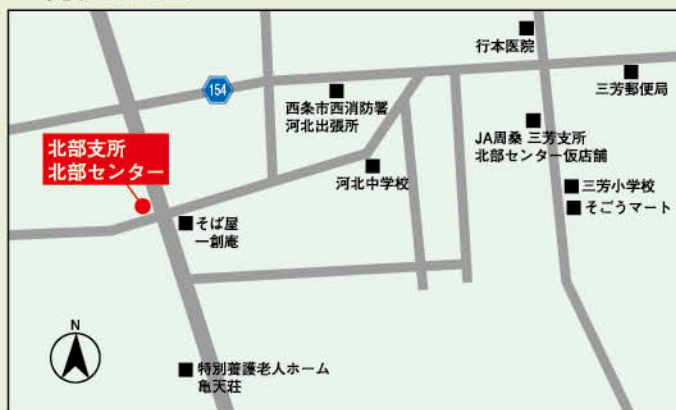 行本医院
三芳郵便局
154
西条市西消防署
河北出張所
JA周桑 三芳支所
北部センター仮店舗
北部支所
北部センター
河北中学校
三芳小学校
そごうマート
そば屋
一創庵
N
特別養護老人ホーム
亀天荘